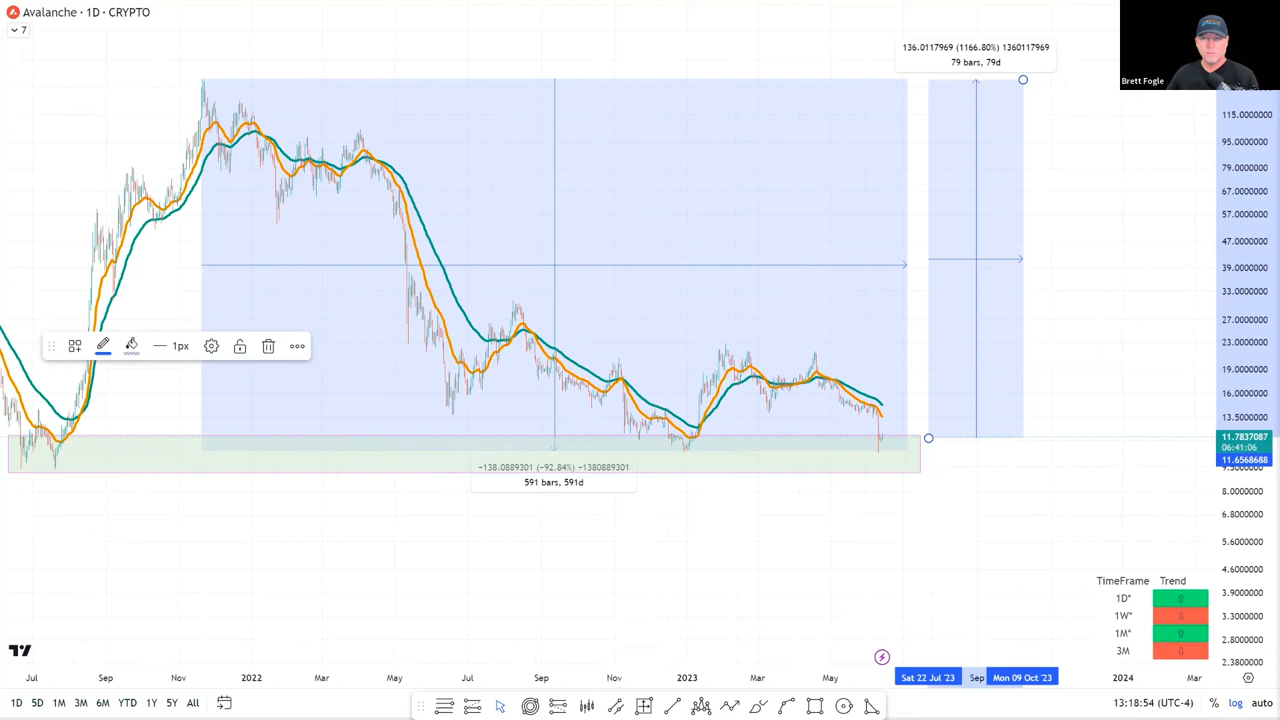 Avalanche · 1D · CRYPTO
7
136.0117969 (1166.80%) 1360117969
79 bars, 79d
Brett Fogle
115.0000000
95.0000000
79.0000000
67.0000000
57.0000000
47.0000000
39.0000000
33.0000000
27.0000000
23.0000000
1px
19.0000000
16.0000000
13.5000000
11.7837087
06:41:06
11.6568688
−138.0889301 (−92.84%) −1380889301
591 bars, 591d
8.0000000
6.8000000
5.6000000
4.6000000
TimeFrame Trend
1D*
3.9000000
1W*
3.3000000
1M*
2.8000000
3M
2.3800000
Jul Sep Nov 2022 Mar May Jul Sep Nov 2023 Mar May Sat 22 Jul '23 Sep Mon 09 Oct '23 2024 Mar
1D 5D 1M 3M 6M YTD 1Y 5Y All 13:18:54 (UTC-4) % log auto